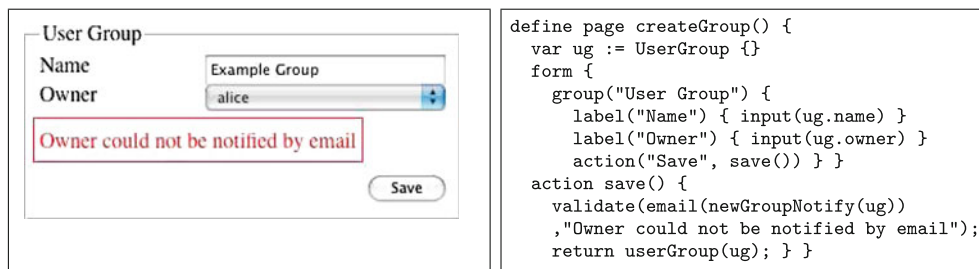 User Group
Name Example Group
Owner alice
Owner could not be notified by email
Save
define page createGroup() {
  var ug := UserGroup {}
  form {
    group("User Group") {
      label("Name") { input(ug.name) }
      label("Owner") { input(ug.owner) }
      action("Save", save()) } }
  action save() {
    validate(email(newGroupNotify(ug))
    ,"Owner could not be notified by email");
    return userGroup(ug); } }